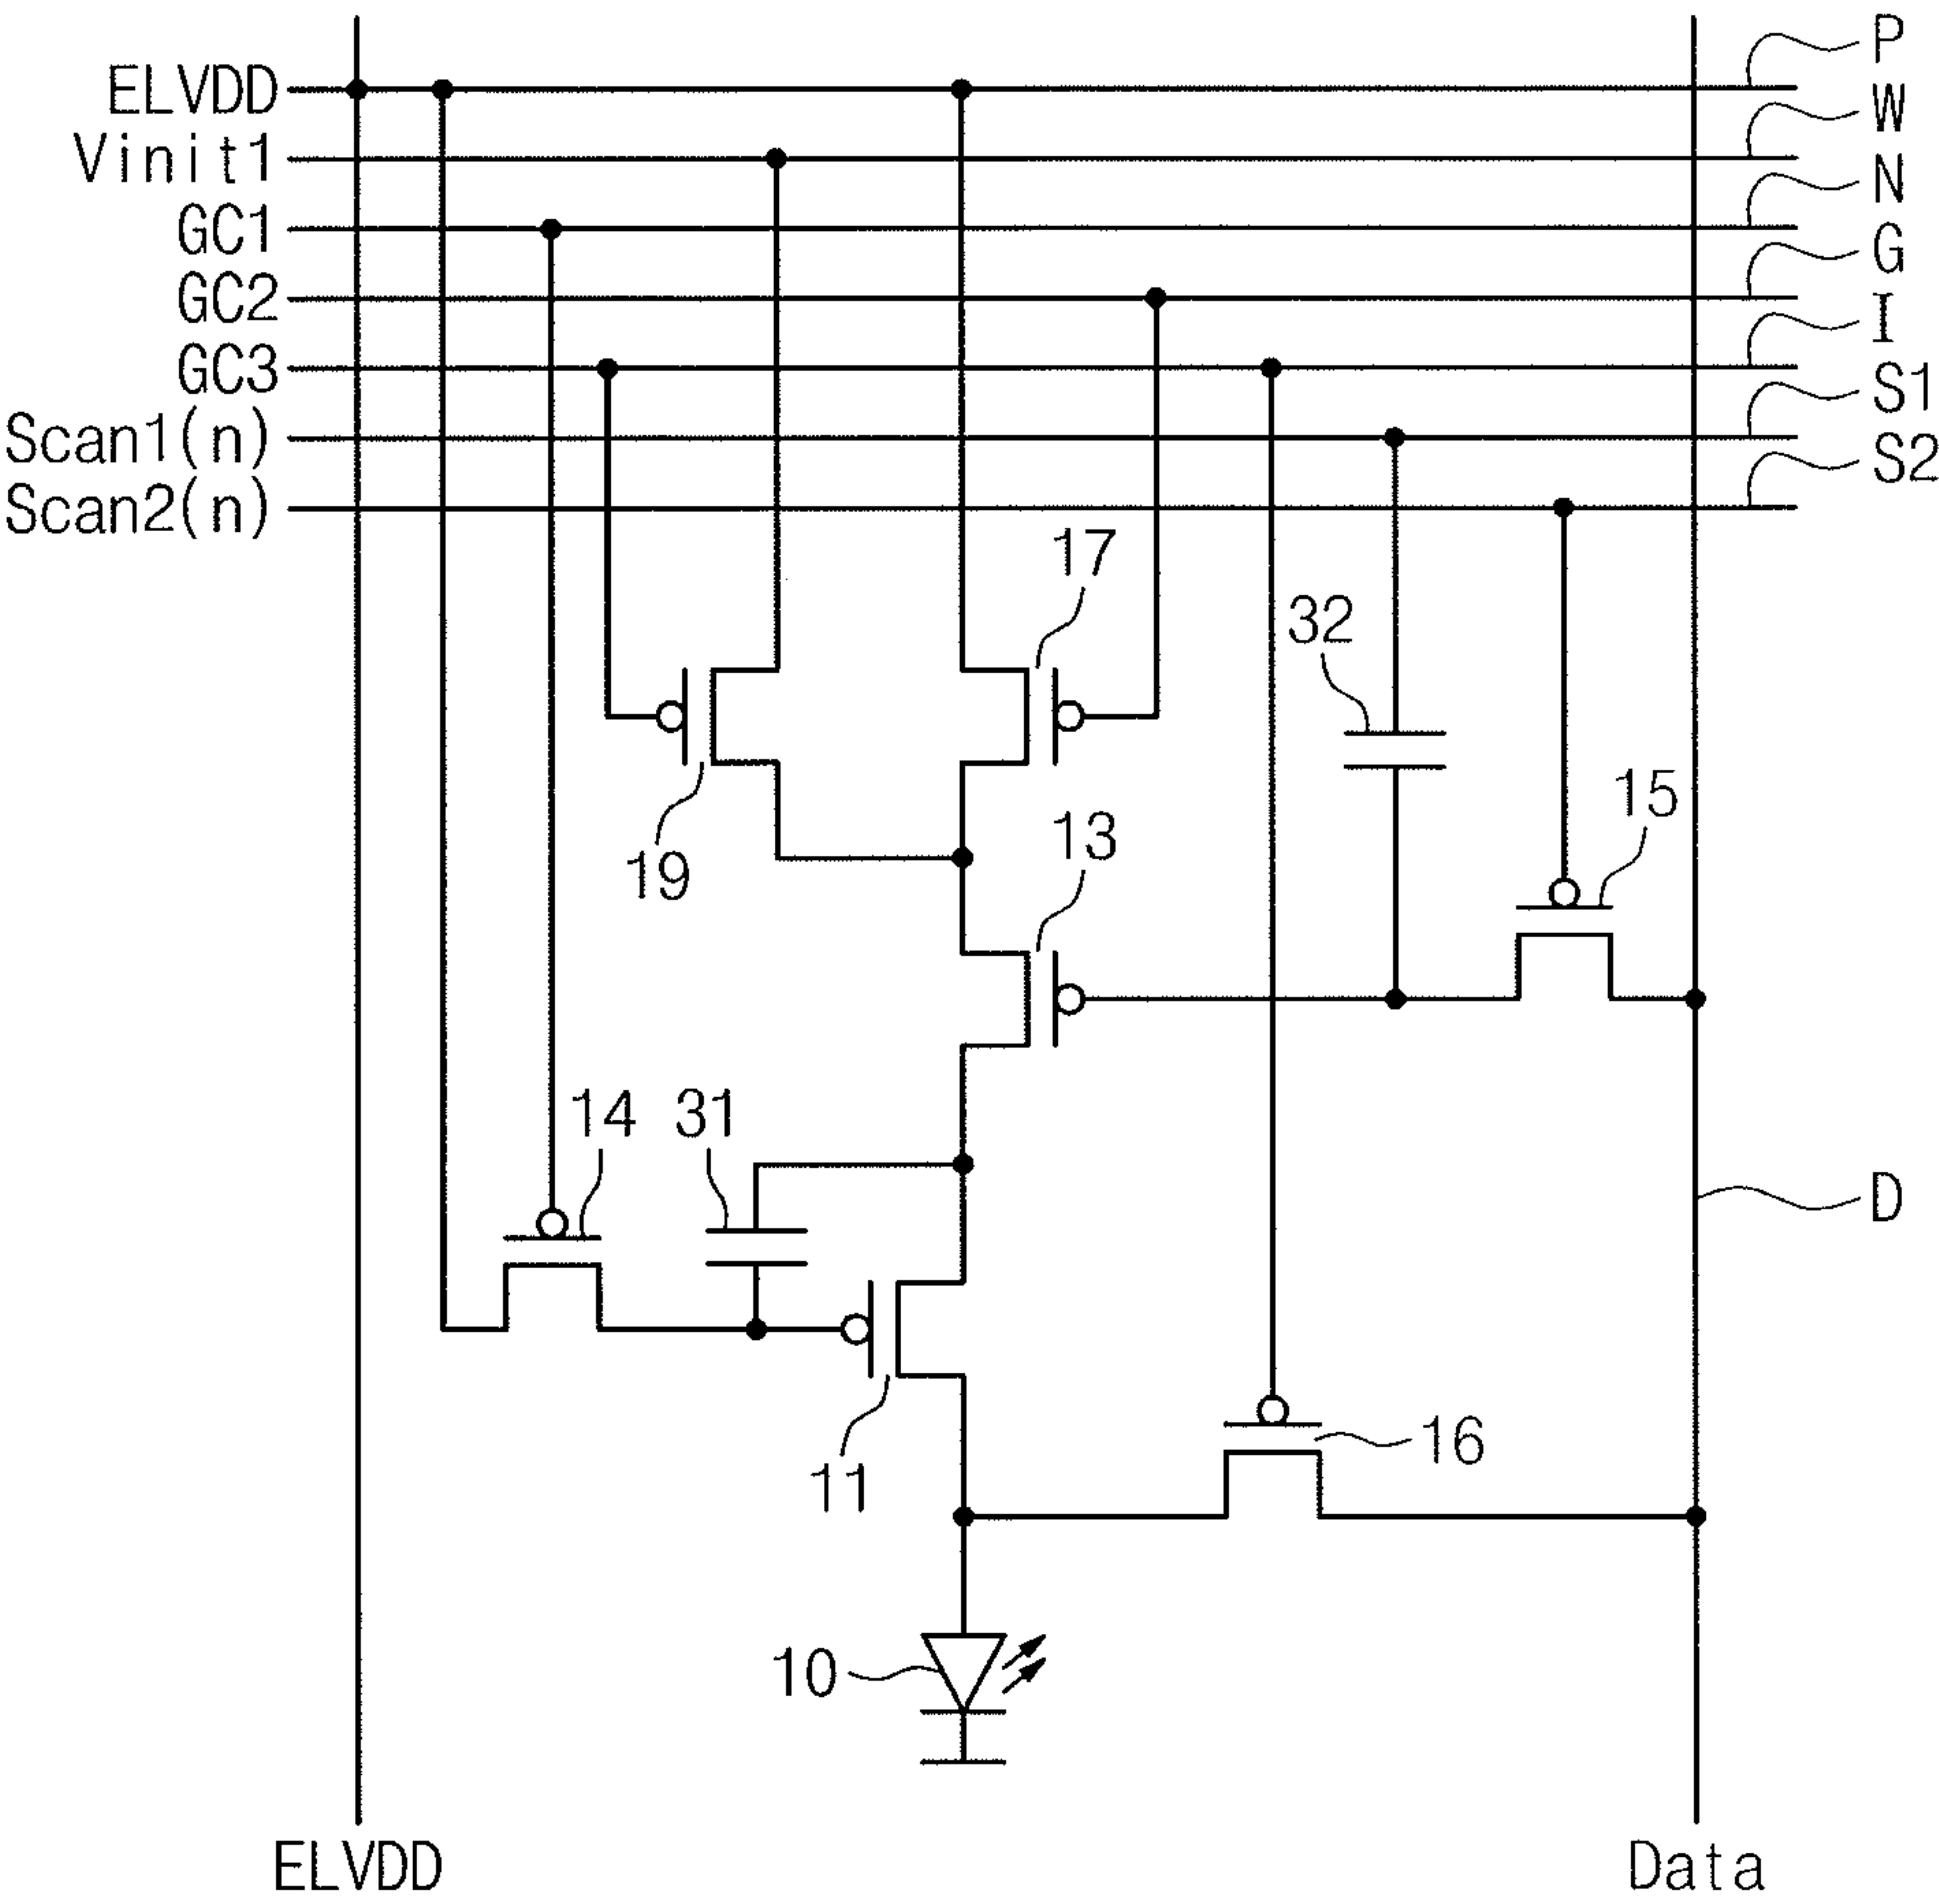 P
ELVDD
W
Vinit1
N
GC1
G
GC2
I
GC3
S1
Scan1(n)
S2
Scan2(n)
17
32
15
13
19
14
31
D
11
16
10
ELVDD
Data